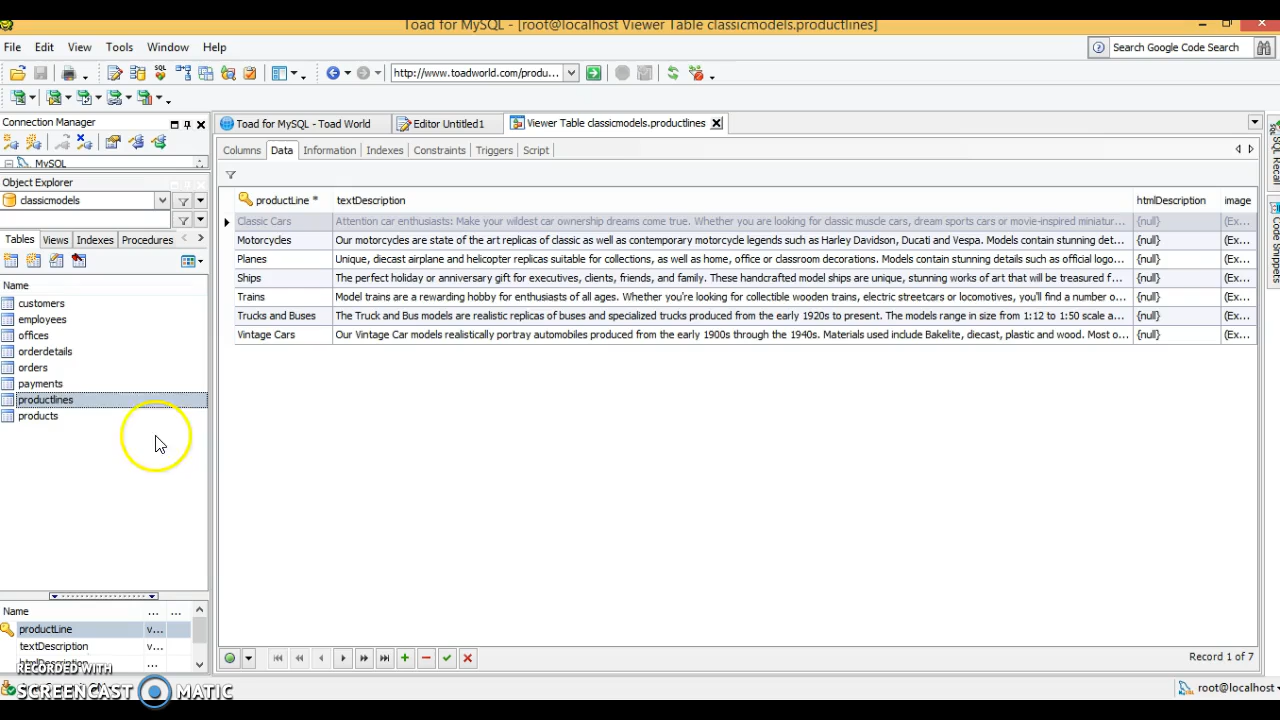 Toad for MySQL - [root@localhost Viewer Table classicmodels.productlines]
File Edit View Tools Window Help
Search Google Code Search
http://www.toadworld.com/produ...
Connection Manager
MySQL
Object Explorer
classicmodels
Tables Views Indexes Procedures
Name
customers
employees
offices
orderdetails
orders
payments
productlines
products
Name ... ...
productLine v...
textDescription v...
htmlDescription ...
Toad for MySQL - Toad World Editor Untitled1 Viewer Table classicmodels.productlines
Columns Data Information Indexes Constraints Triggers Script
productLine * textDescription htmlDescription image
Classic Cars Attention car enthusiasts: Make your wildest car ownership dreams come true. Whether you are looking for classic muscle cars, dream sports cars or movie-inspired miniatur... {null} (Ex...
Motorcycles Our motorcycles are state of the art replicas of classic as well as contemporary motorcycle legends such as Harley Davidson, Ducati and Vespa. Models contain stunning det... {null} (Ex...
Planes Unique, diecast airplane and helicopter replicas suitable for collections, as well as home, office or classroom decorations. Models contain stunning details such as official logo... {null} (Ex...
Ships The perfect holiday or anniversary gift for executives, clients, friends, and family. These handcrafted model ships are unique, stunning works of art that will be treasured f... {null} (Ex...
Trains Model trains are a rewarding hobby for enthusiasts of all ages. Whether you're looking for collectible wooden trains, electric streetcars or locomotives, you'll find a number o... {null} (Ex...
Trucks and Buses The Truck and Bus models are realistic replicas of buses and specialized trucks produced from the early 1920s to present. The models range in size from 1:12 to 1:50 scale a... {null} (Ex...
Vintage Cars Our Vintage Car models realistically portray automobiles produced from the early 1900s through the 1940s. Materials used include Bakelite, diecast, plastic and wood. Most o... {null} (Ex...
Record 1 of 7
SQL Recall
Code Snippets
root@localhost
RECORDED WITH
SCREENCAST MATIC